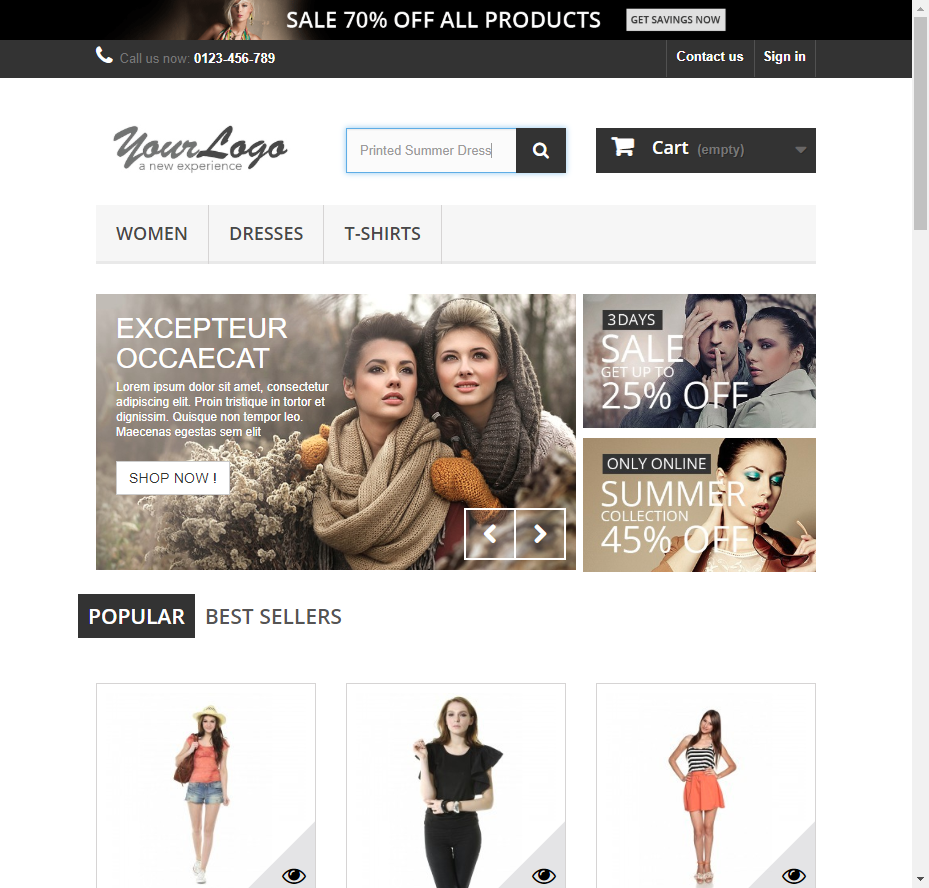 SALE 70% OFF ALL PRODUCTS GET SAVINGS NOW
Call us now: 0123-456-789 Contact us Sign in
YourLogo
a new experience
Printed Summer Dress
Cart (empty)
WOMEN DRESSES T-SHIRTS
EXCEPTEUR
OCCAECAT
Lorem ipsum dolor sit amet, consectetur
adipiscing elit. Proin tristique in tortor et
dignissim. Quisque non tempor leo.
Maecenas egestas sem elit
SHOP NOW !
3 DAYS
SALE
GET UP TO
25% OFF
ONLY ONLINE
SUMMER
COLLECTION
45% OFF
POPULAR BEST SELLERS